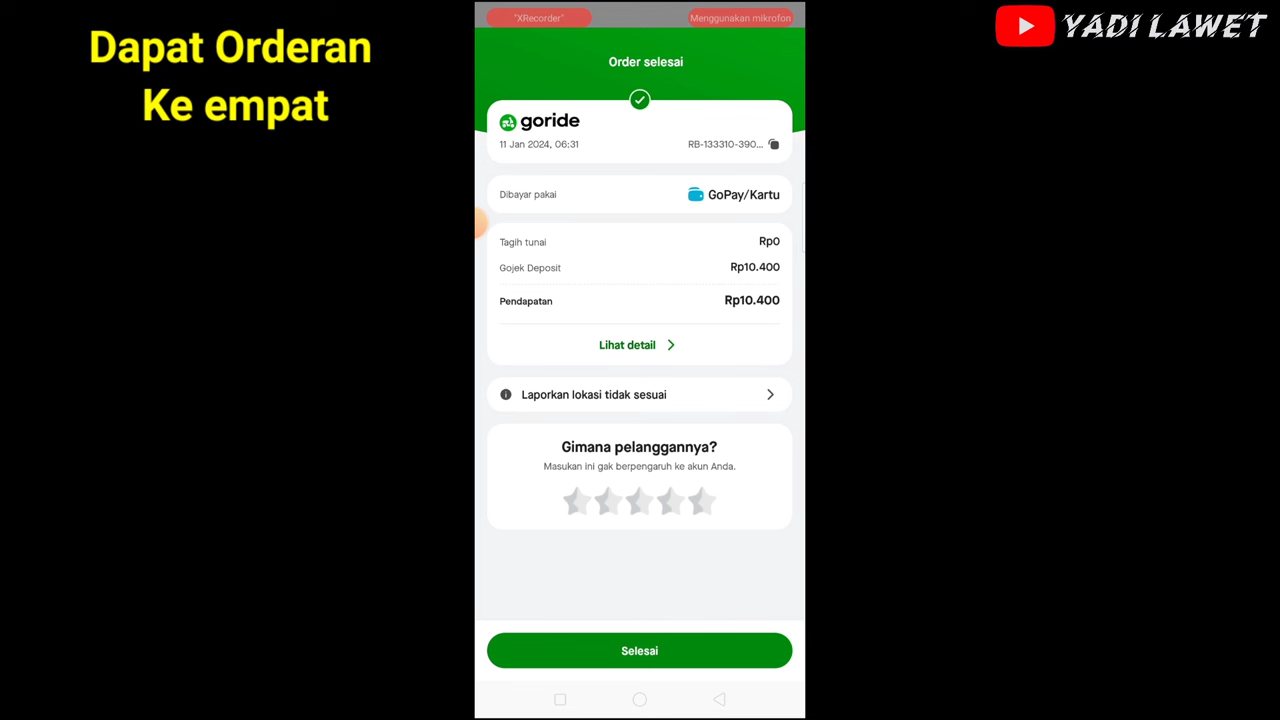 Dapat Orderan
Ke empat
"XRecorder"
Menggunakan mikrofon
YADI LAWET
Order selesai
goride
11 Jan 2024, 06:31
RB-133310-390...
Dibayar pakai
GoPay/Kartu
Tagih tunai
Rp0
Gojek Deposit
Rp10.400
Pendapatan
Rp10.400
Lihat detail
Laporkan lokasi tidak sesuai
Gimana pelanggannya?
Masukan ini gak berpengaruh ke akun Anda.
Selesai